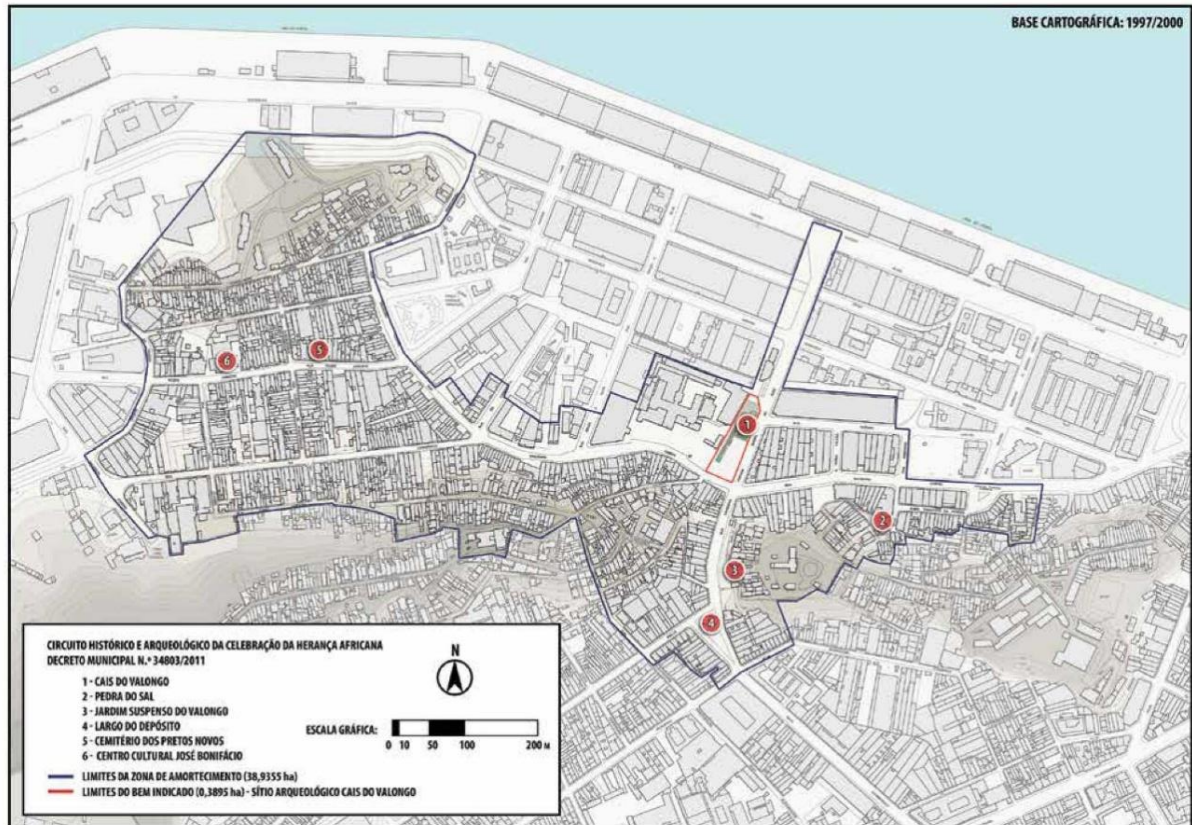 BASE CARTOGRÁFICA: 1997/2000
6
5
1
2
3
4
CIRCUITO HISTÓRICO E ARQUEOLÓGICO DA CELEBRAÇÃO DA HERANÇA AFRICANA
DECRETO MUNICIPAL N.º 34803/2011
1 - CAIS DO VALONGO
2 - PEDRA DO SAL
3 - JARDIM SUSPENSO DO VALONGO
4 - LARGO DO DEPÓSITO
5 - CEMITÉRIO DOS PRETOS NOVOS
6 - CENTRO CULTURAL JOSÉ BONIFÁCIO
N
ESCALA GRÁFICA:
0 10 50 100 200 M
LIMITES DA ZONA DE AMORTECIMENTO (38,9355 ha)
LIMITES DO BEM INDICADO (0,3895 ha) - SÍTIO ARQUEOLÓGICO CAIS DO VALONGO